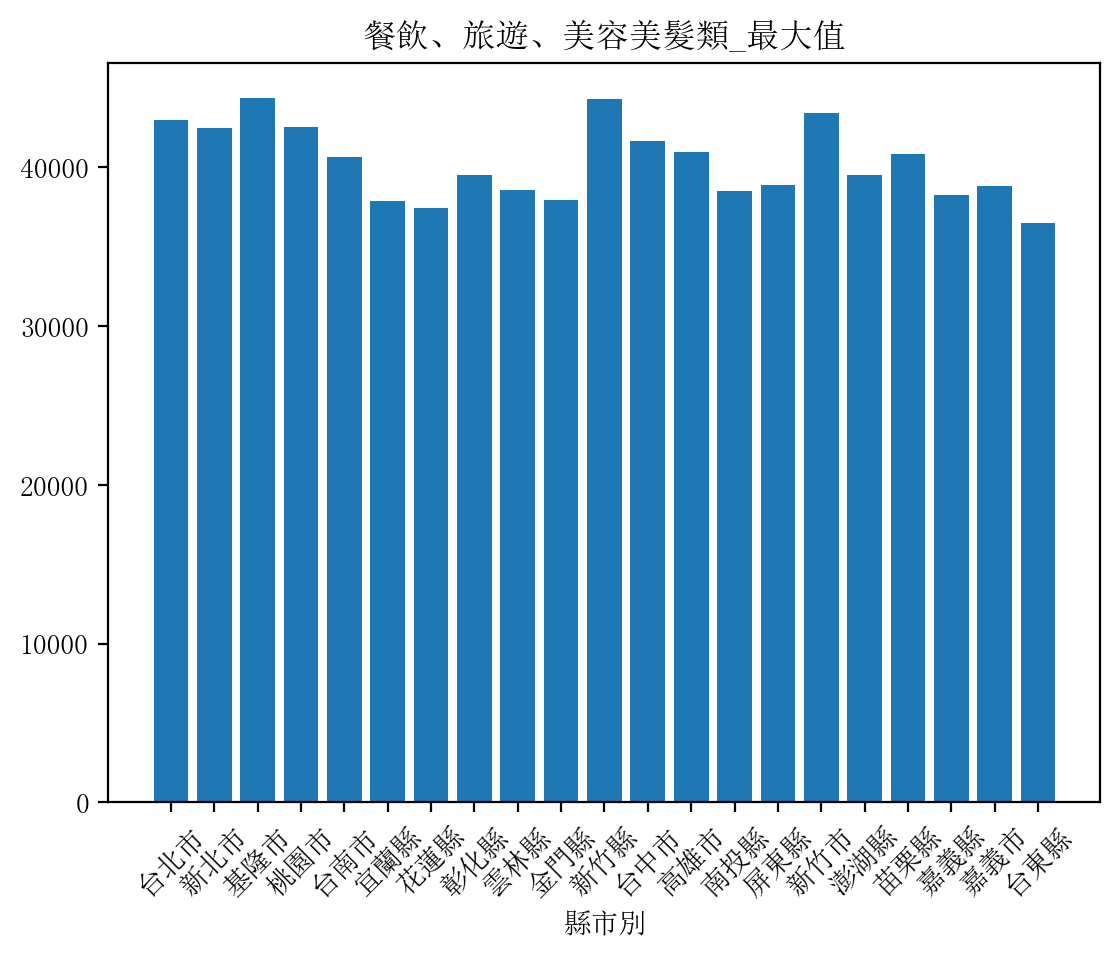 餐飲、旅遊、美容美髮類_最大值
40000
30000
20000
10000
0
台北市
新北市
基隆市
桃園市
台南市
宜蘭縣
花蓮縣
彰化縣
雲林縣
金門縣
新竹縣
台中市
高雄市
南投縣
屏東縣
新竹市
澎湖縣
苗栗縣
嘉義縣
嘉義市
台東縣
縣市別